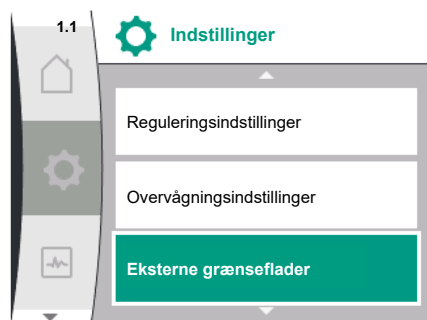 1.1
Indstillinger
Reguleringsindstillinger
Overvågningsindstillinger
Eksterne grænseflader